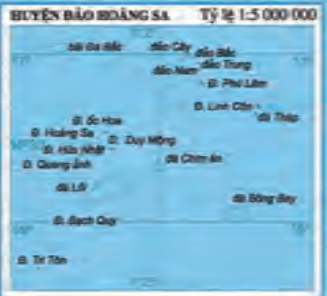 HUYỆN ĐẢO HOÀNG SA Tỷ lệ 1:5 000 000
bãi Đá Bắc
đảo Cây
đảo Bắc
đảo Trung
đảo Nam
Đ. Phú Lâm
Đ. Linh Côn
đá Tháp
Đ. ốc Hoa
Đ. Hoàng Sa
Đ. Duy Mộng
Đ. Hữu Nhật
Đ. Quang ảnh
đá Chim én
đá Lồi
đá Bông Bay
Đ. Bạch Quy
Đ. Tri Tôn